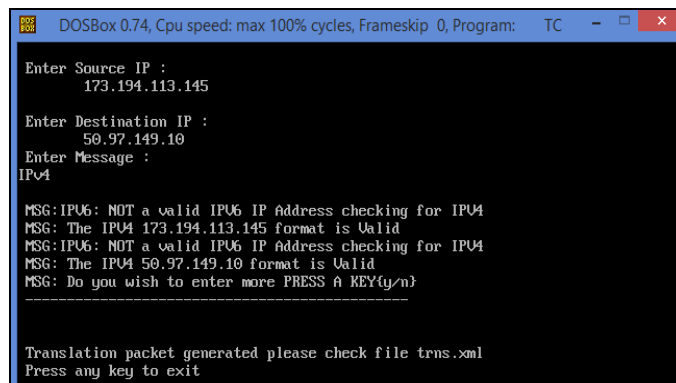 DOS BOX
DOSBox 0.74, Cpu speed: max 100% cycles, Frameskip 0, Program: TC
Enter Source IP :
173.194.113.145
Enter Destination IP :
50.97.149.10
Enter Message :
IPv4
MSG:IPV6: NOT a valid IPV6 IP Address checking for IPV4
MSG: The IPV4 173.194.113.145 format is Valid
MSG:IPV6: NOT a valid IPV6 IP Address checking for IPV4
MSG: The IPV4 50.97.149.10 format is Valid
MSG: Do you wish to enter more PRESS A KEY{y/n}
------------------------------------------------
Translation packet generated please check file trns.xml
Press any key to exit